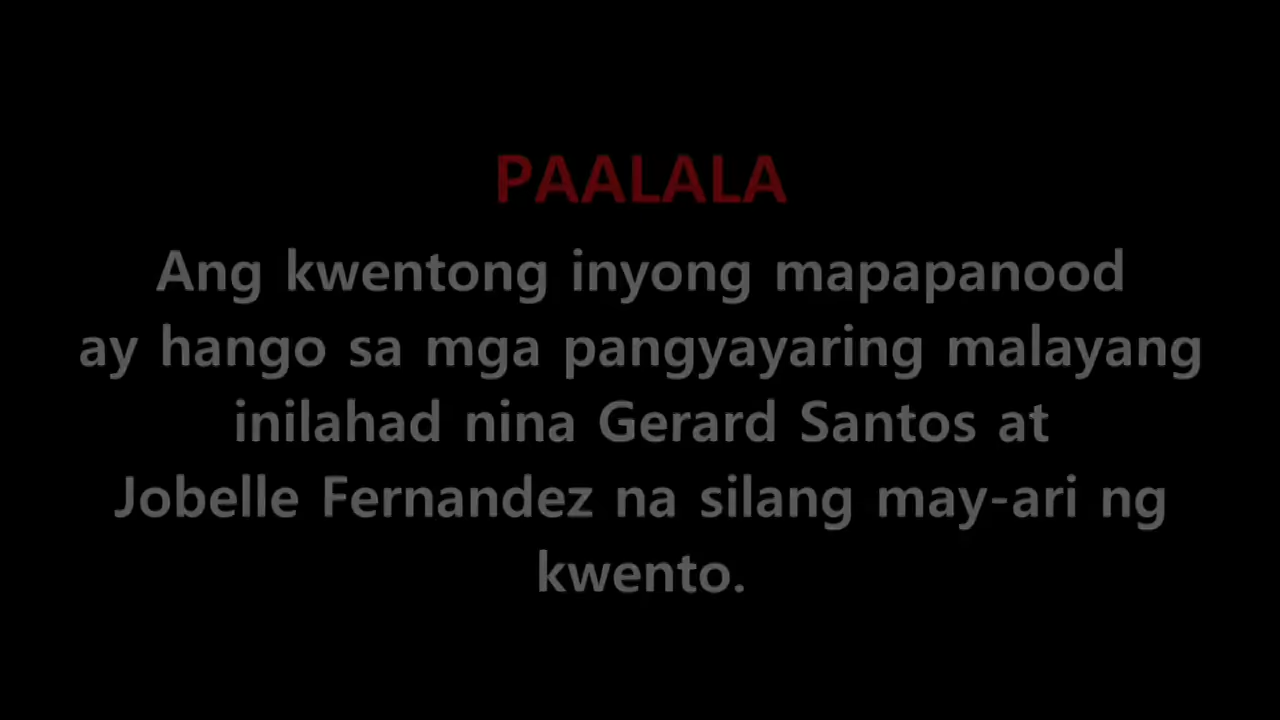 PAALALA
Ang kwentong inyong mapapanood
ay hango sa mga pangyayaring malayang
inilahad nina Gerard Santos at
Jobelle Fernandez na silang may-ari ng
kwento.